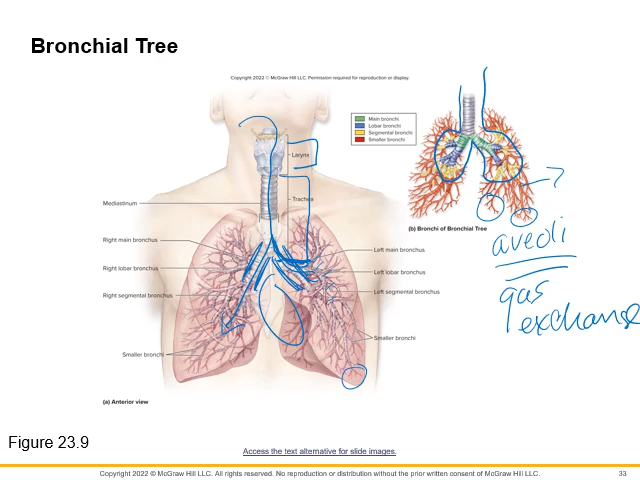 Bronchial Tree
Copyright 2022 © McGraw Hill LLC. Permission required for reproduction or display.
Main bronchi
Lobar bronchi
Segmental bronchi
Smaller bronchi
Larynx
Trachea
Mediastinum
(b) Bronchi of Bronchial Tree
Right main bronchus
Left main bronchus
Right lobar bronchus
Left lobar bronchus
Right segmental bronchus
Left segmental bronchus
Smaller bronchi
Smaller bronchi
(a) Anterior view
aveoli
gas
exchange
Figure 23.9
Access the text alternative for slide images.
Copyright 2022 © McGraw Hill LLC. All rights reserved. No reproduction or distribution without the prior written consent of McGraw Hill LLC.
33